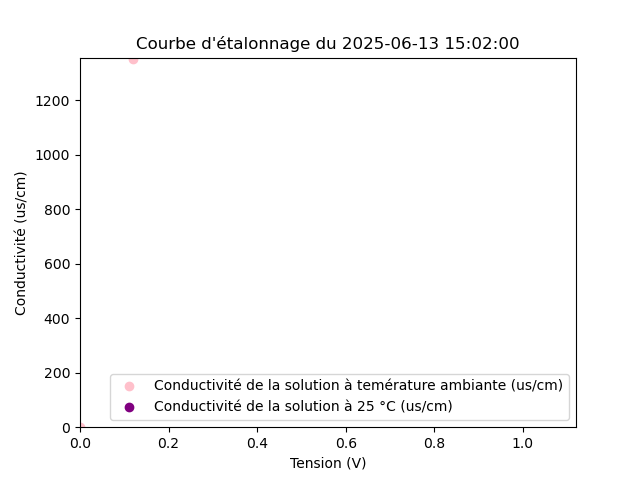 Courbe d'étalonnage du 2025-06-13 15:02:00
Conductivité (us/cm)
1200
1000
800
600
400
200
0
Conductivité de la solution à temérature ambiante (us/cm)
Conductivité de la solution à 25 °C (us/cm)
0.0 0.2 0.4 0.6 0.8 1.0
Tension (V)